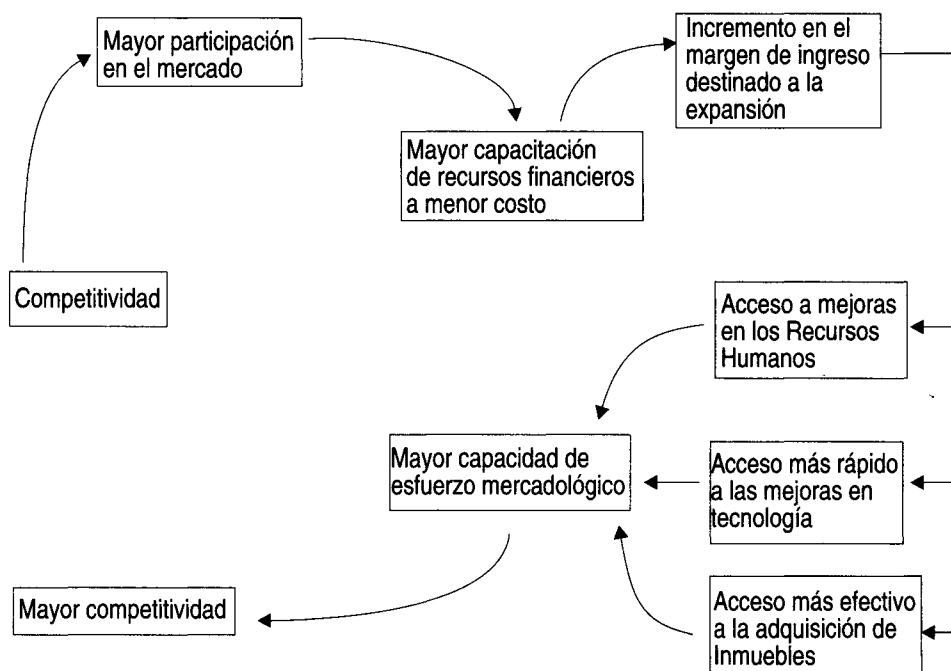 Mayor participación
en el mercado
Incremento en el
margen de ingreso
destinado a la
expansión
Mayor capacitación
de recursos financieros
a menor costo
Competitividad
Acceso a mejoras
en los Recursos
Humanos
Mayor capacidad de
esfuerzo mercadológico
Acceso más rápido
a las mejoras en
tecnología
Mayor competitividad
Acceso más efectivo
a la adquisición de
Inmuebles